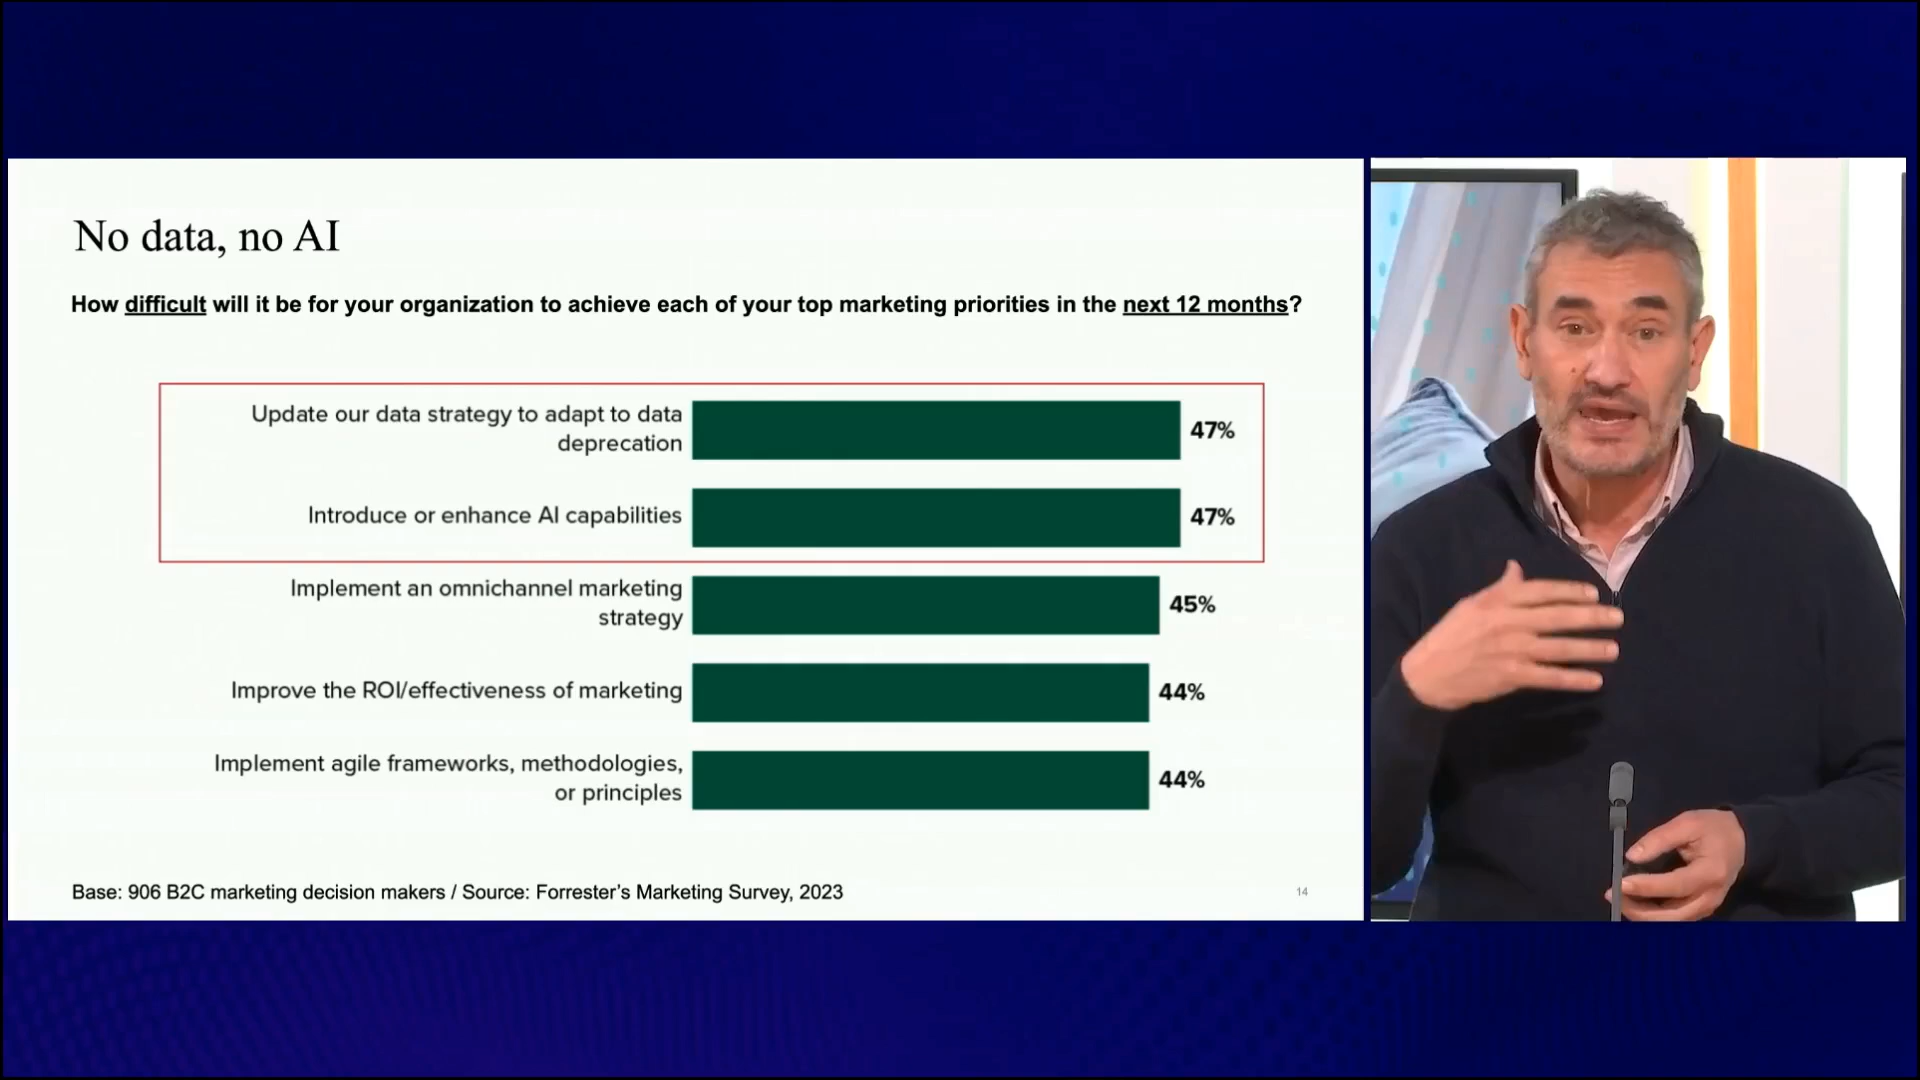 No data, no AI
How difficult will it be for your organization to achieve each of your top marketing priorities in the next 12 months?
Update our data strategy to adapt to data
deprecation
47%
Introduce or enhance AI capabilities
47%
Implement an omnichannel marketing
strategy
45%
Improve the ROI/effectiveness of marketing
44%
Implement agile frameworks, methodologies,
or principles
44%
Base: 906 B2C marketing decision makers / Source: Forrester’s Marketing Survey, 2023
14